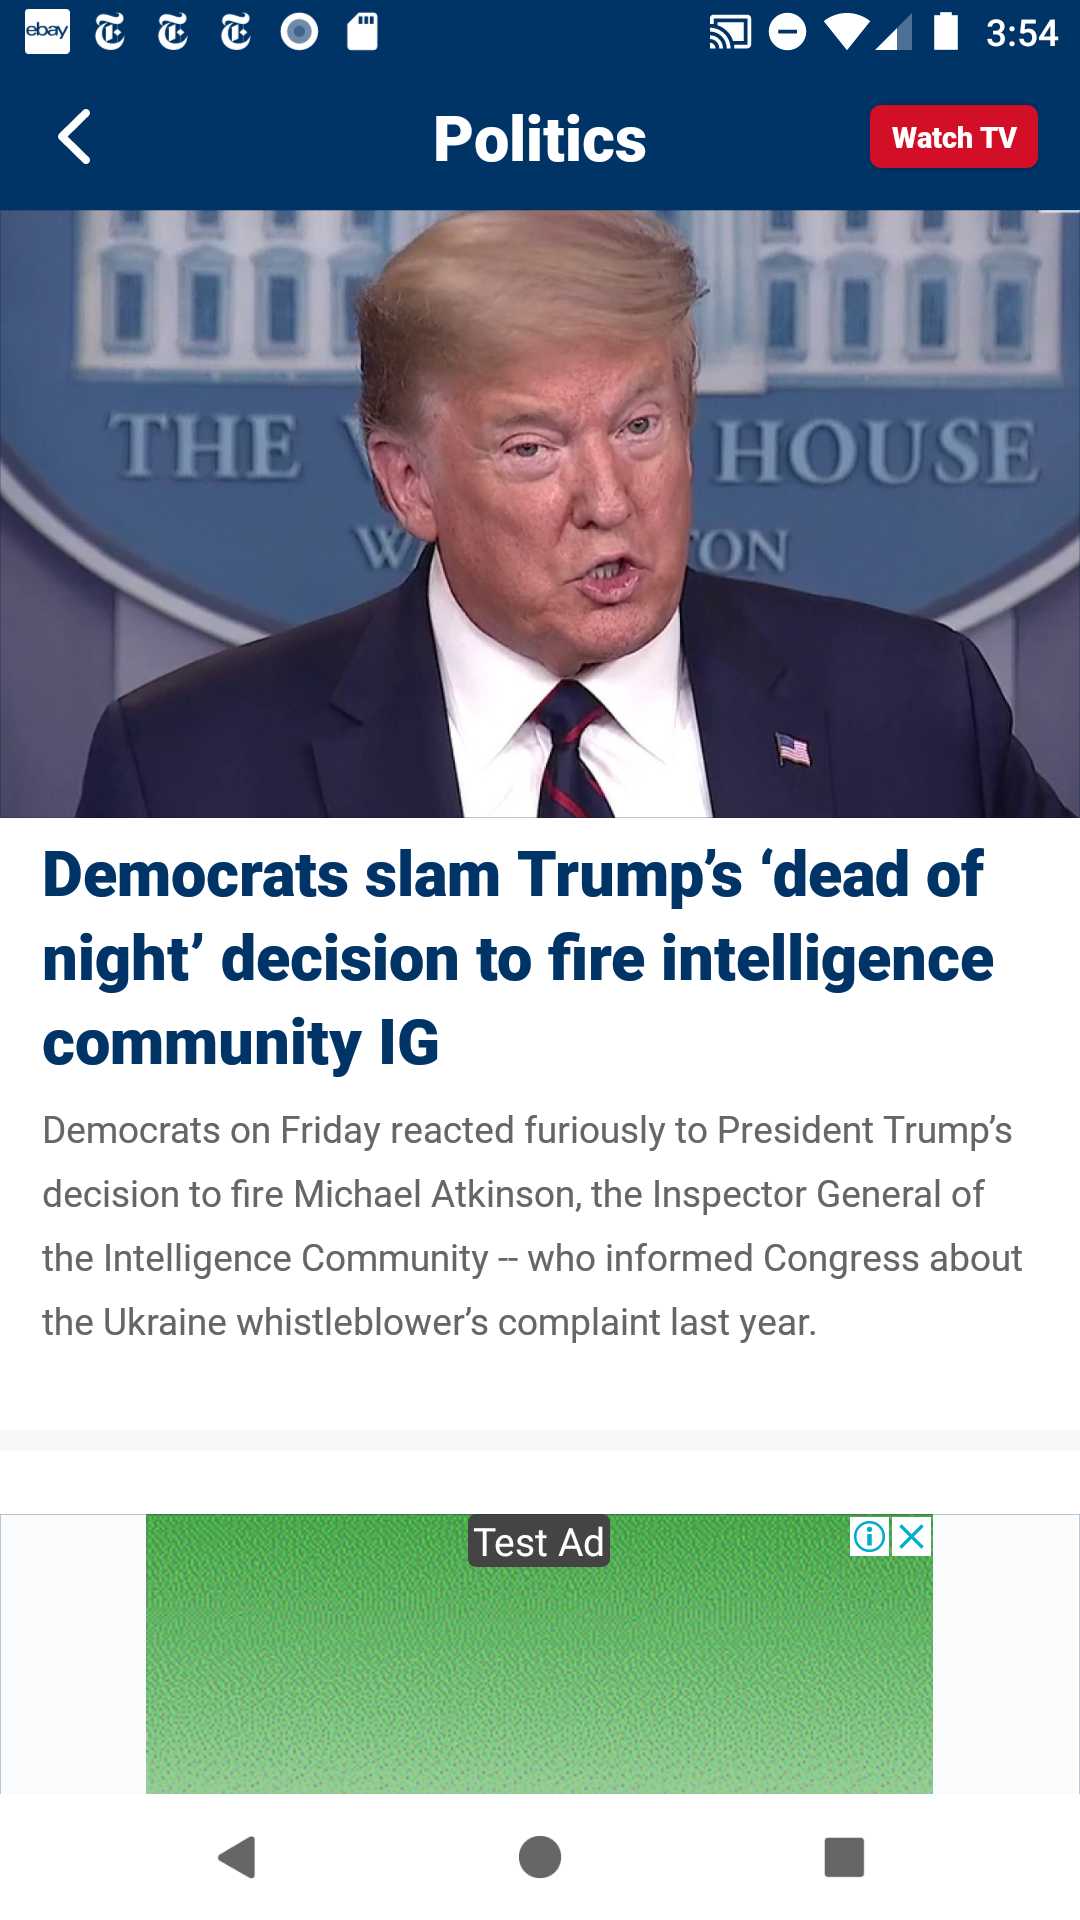 ebay
3:54
Politics
Watch TV
THE HOUSE
TON
Democrats slam Trump’s ‘dead of
night’ decision to fire intelligence
community IG
Democrats on Friday reacted furiously to President Trump’s
decision to fire Michael Atkinson, the Inspector General of
the Intelligence Community -- who informed Congress about
the Ukraine whistleblower’s complaint last year.
Test Ad